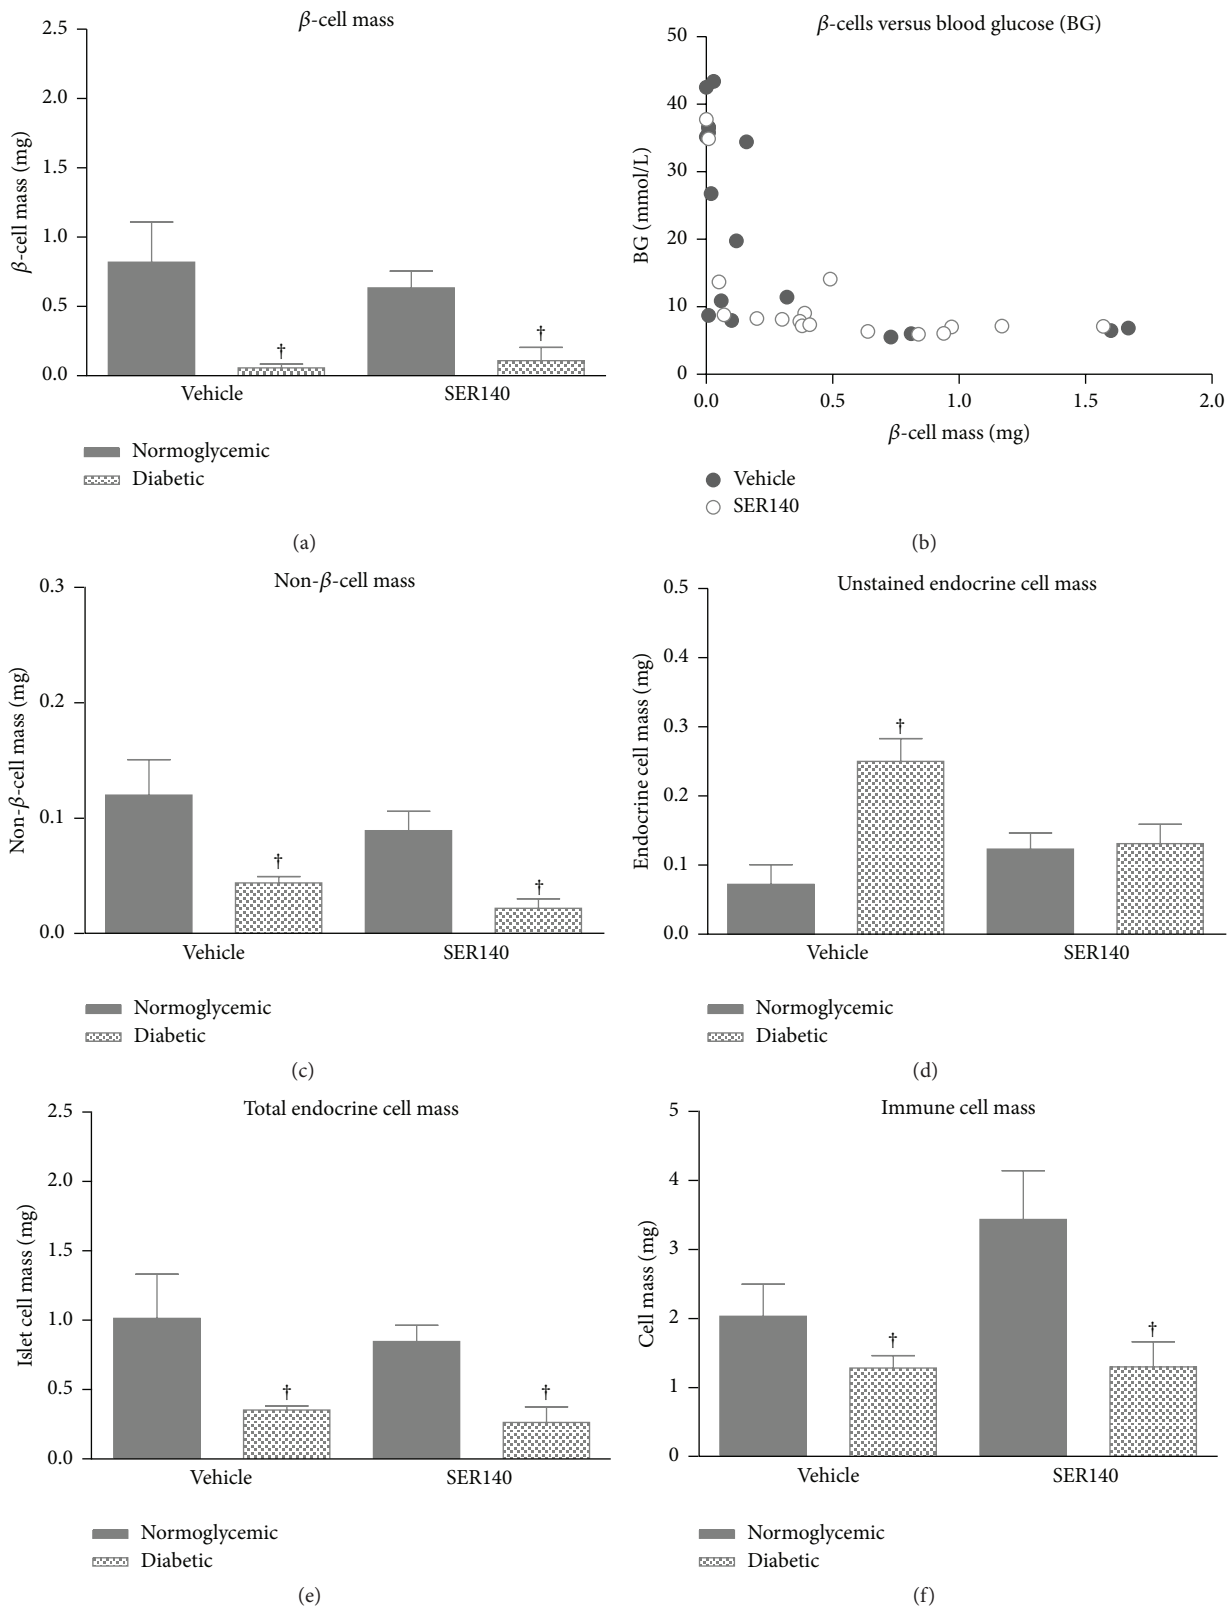 β-cell mass
2.5
2.0
1.5
1.0
0.5
0.0
β-cell mass (mg)
†
†
Vehicle
SER140
Normoglycemic
Diabetic
(a)
β-cells versus blood glucose (BG)
50
40
30
20
10
0
BG (mmol/L)
0.0 0.5 1.0 1.5 2.0
β-cell mass (mg)
Vehicle
SER140
(b)
Non-β-cell mass
0.3
0.2
0.1
0.0
Non-β-cell mass (mg)
†
†
Vehicle
SER140
Normoglycemic
Diabetic
(c)
Unstained endocrine cell mass
0.5
0.4
0.3
0.2
0.1
0.0
Endocrine cell mass (mg)
†
Vehicle
SER140
Normoglycemic
Diabetic
(d)
Total endocrine cell mass
2.5
2.0
1.5
1.0
0.5
0.0
Islet cell mass (mg)
†
†
Vehicle
SER140
Normoglycemic
Diabetic
(e)
Immune cell mass
5
4
3
2
1
0
Cell mass (mg)
†
†
Vehicle
SER140
Normoglycemic
Diabetic
(f)